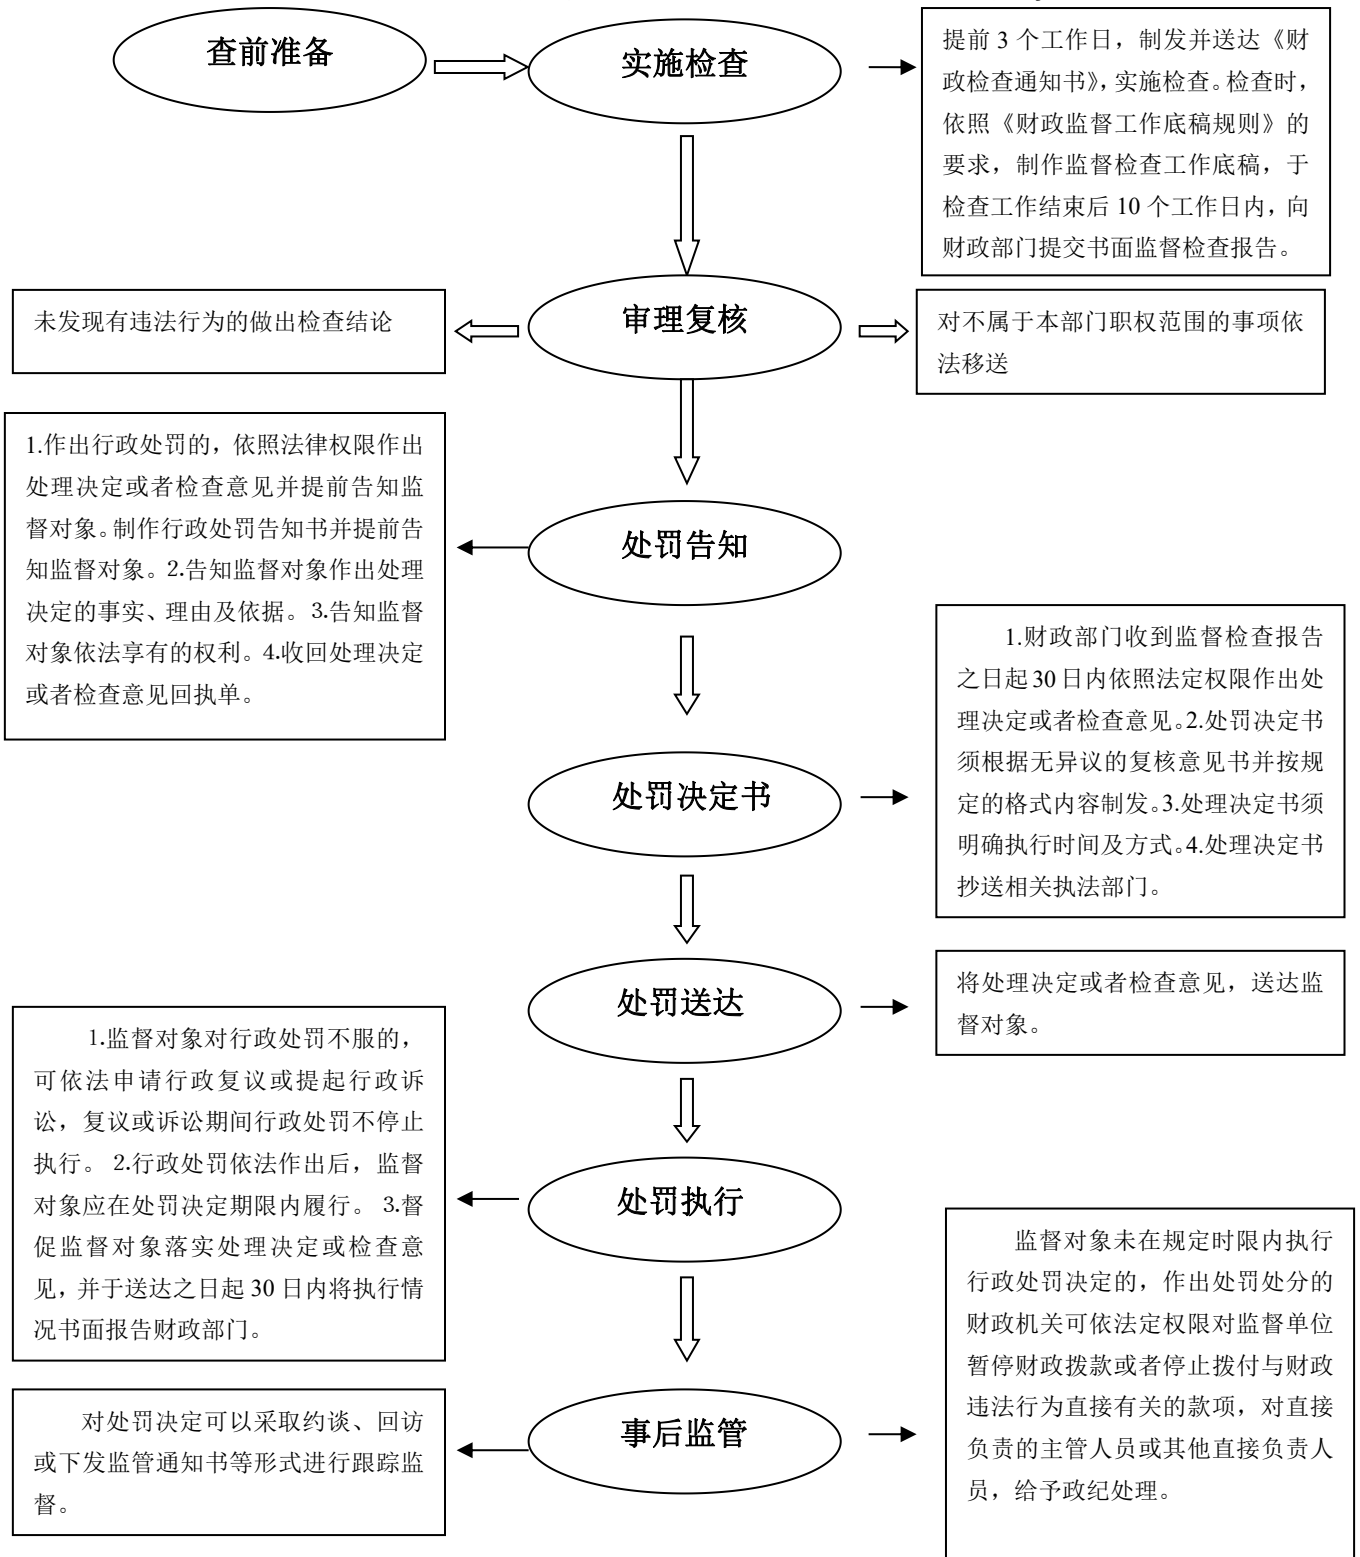 查前准备
实施检查
提前 3 个工作日，制发并送达《财
政检查通知书》，实施检查。检查时，
依照《财政监督工作底稿规则》的
要求，制作监督检查工作底稿，于
检查工作结束后 10 个工作日内，向
财政部门提交书面监督检查报告。
未发现有违法行为的做出检查结论
审理复核
对不属于本部门职权范围的事项依
法移送
1.作出行政处罚的，依照法律权限作出
处理决定或者检查意见并提前告知监
督对象。制作行政处罚告知书并提前告
知监督对象。2.告知监督对象作出处理
决定的事实、理由及依据。3.告知监督
对象依法享有的权利。4.收回处理决定
或者检查意见回执单。
处罚告知
1.财政部门收到监督检查报告
之日起 30 日内依照法定权限作出处
理决定或者检查意见。2.处罚决定书
须根据无异议的复核意见书并按规
定的格式内容制发。3.处理决定书须
明确执行时间及方式。4.处理决定书
抄送相关执法部门。
处罚决定书
处罚送达
将处理决定或者检查意见，送达监
督对象。
1.监督对象对行政处罚不服的，
可依法申请行政复议或提起行政诉
讼，复议或诉讼期间行政处罚不停止
执行。 2.行政处罚依法作出后，监督
对象应在处罚决定期限内履行。 3.督
促监督对象落实处理决定或检查意
见，并于送达之日起 30 日内将执行情
况书面报告财政部门。
处罚执行
监督对象未在规定时限内执行
行政处罚决定的，作出处罚处分的
财政机关可依法定权限对监督单位
暂停财政拨款或者停止拨付与财政
违法行为直接有关的款项，对直接
负责的主管人员或其他直接负责人
员，给予政纪处理。
对处罚决定可以采取约谈、回访
或下发监管通知书等形式进行跟踪监
督。
事后监管